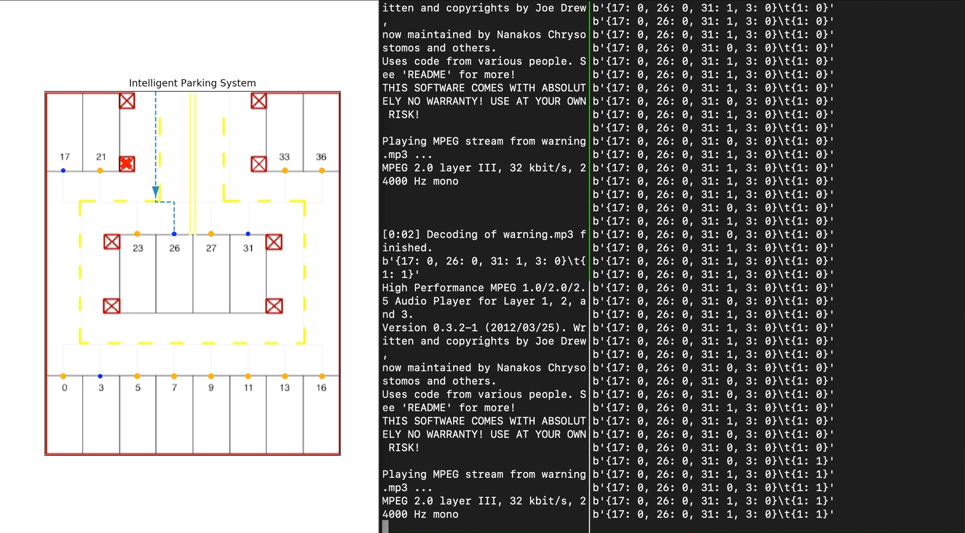 Intelligent Parking System
17
21
33
36
23
26
27
31
0
3
5
7
9
11
13
16
itten and copyrights by Joe Drew
,
now maintained by Nanakos Chryso
stomos and others.
Uses code from various people. S
ee 'README' for more!
THIS SOFTWARE COMES WITH ABSOLUT
ELY NO WARRANTY! USE AT YOUR OWN
RISK!
Playing MPEG stream from warning
.mp3 ...
MPEG 2.0 layer III, 32 kbit/s, 2
4000 Hz mono
[0:02] Decoding of warning.mp3 f
inished.
b'{17: 0, 26: 0, 31: 1, 3: 0}\t{
1: 1}'
High Performance MPEG 1.0/2.0/2.
5 Audio Player for Layer 1, 2, a
nd 3.
Version 0.3.2-1 (2012/03/25). Wr
itten and copyrights by Joe Drew
,
now maintained by Nanakos Chryso
stomos and others.
Uses code from various people. S
ee 'README' for more!
THIS SOFTWARE COMES WITH ABSOLUT
ELY NO WARRANTY! USE AT YOUR OWN
RISK!
Playing MPEG stream from warning
.mp3 ...
MPEG 2.0 layer III, 32 kbit/s, 2
4000 Hz mono
b'{17: 0, 26: 0, 31: 0, 3: 0}\t{1: 0}'
b'{17: 0, 26: 0, 31: 1, 3: 0}\t{1: 0}'
b'{17: 0, 26: 0, 31: 1, 3: 0}\t{1: 0}'
b'{17: 0, 26: 0, 31: 0, 3: 0}\t{1: 0}'
b'{17: 0, 26: 0, 31: 1, 3: 0}\t{1: 0}'
b'{17: 0, 26: 0, 31: 1, 3: 0}\t{1: 0}'
b'{17: 0, 26: 0, 31: 1, 3: 0}\t{1: 0}'
b'{17: 0, 26: 0, 31: 0, 3: 0}\t{1: 0}'
b'{17: 0, 26: 0, 31: 1, 3: 0}\t{1: 0}'
b'{17: 0, 26: 0, 31: 1, 3: 0}\t{1: 0}'
b'{17: 0, 26: 0, 31: 0, 3: 0}\t{1: 0}'
b'{17: 0, 26: 0, 31: 1, 3: 0}\t{1: 0}'
b'{17: 0, 26: 0, 31: 1, 3: 0}\t{1: 0}'
b'{17: 0, 26: 0, 31: 1, 3: 0}\t{1: 0}'
b'{17: 0, 26: 0, 31: 0, 3: 0}\t{1: 0}'
b'{17: 0, 26: 0, 31: 0, 3: 0}\t{1: 0}'
b'{17: 0, 26: 0, 31: 0, 3: 0}\t{1: 0}'
b'{17: 0, 26: 0, 31: 1, 3: 0}\t{1: 0}'
b'{17: 0, 26: 0, 31: 1, 3: 0}\t{1: 0}'
b'{17: 0, 26: 0, 31: 1, 3: 0}\t{1: 0}'
b'{17: 0, 26: 0, 31: 1, 3: 0}\t{1: 0}'
b'{17: 0, 26: 0, 31: 1, 3: 0}\t{1: 0}'
b'{17: 0, 26: 0, 31: 0, 3: 0}\t{1: 0}'
b'{17: 0, 26: 0, 31: 1, 3: 0}\t{1: 0}'
b'{17: 0, 26: 0, 31: 1, 3: 0}\t{1: 0}'
b'{17: 0, 26: 0, 31: 1, 3: 0}\t{1: 0}'
b'{17: 0, 26: 0, 31: 1, 3: 0}\t{1: 0}'
b'{17: 0, 26: 0, 31: 1, 3: 0}\t{1: 0}'
b'{17: 0, 26: 0, 31: 1, 3: 0}\t{1: 0}'
b'{17: 0, 26: 0, 31: 0, 3: 0}\t{1: 0}'
b'{17: 0, 26: 0, 31: 1, 3: 0}\t{1: 0}'
b'{17: 0, 26: 0, 31: 1, 3: 0}\t{1: 0}'
b'{17: 0, 26: 0, 31: 0, 3: 0}\t{1: 0}'
b'{17: 0, 26: 0, 31: 0, 3: 0}\t{1: 0}'
b'{17: 0, 26: 0, 31: 0, 3: 0}\t{1: 1}'
b'{17: 0, 26: 0, 31: 1, 3: 0}\t{1: 1}'
b'{17: 0, 26: 0, 31: 0, 3: 0}\t{1: 1}'
b'{17: 0, 26: 0, 31: 1, 3: 0}\t{1: 1}'
b'{17: 0, 26: 0, 31: 1, 3: 0}\t{1: 1}'